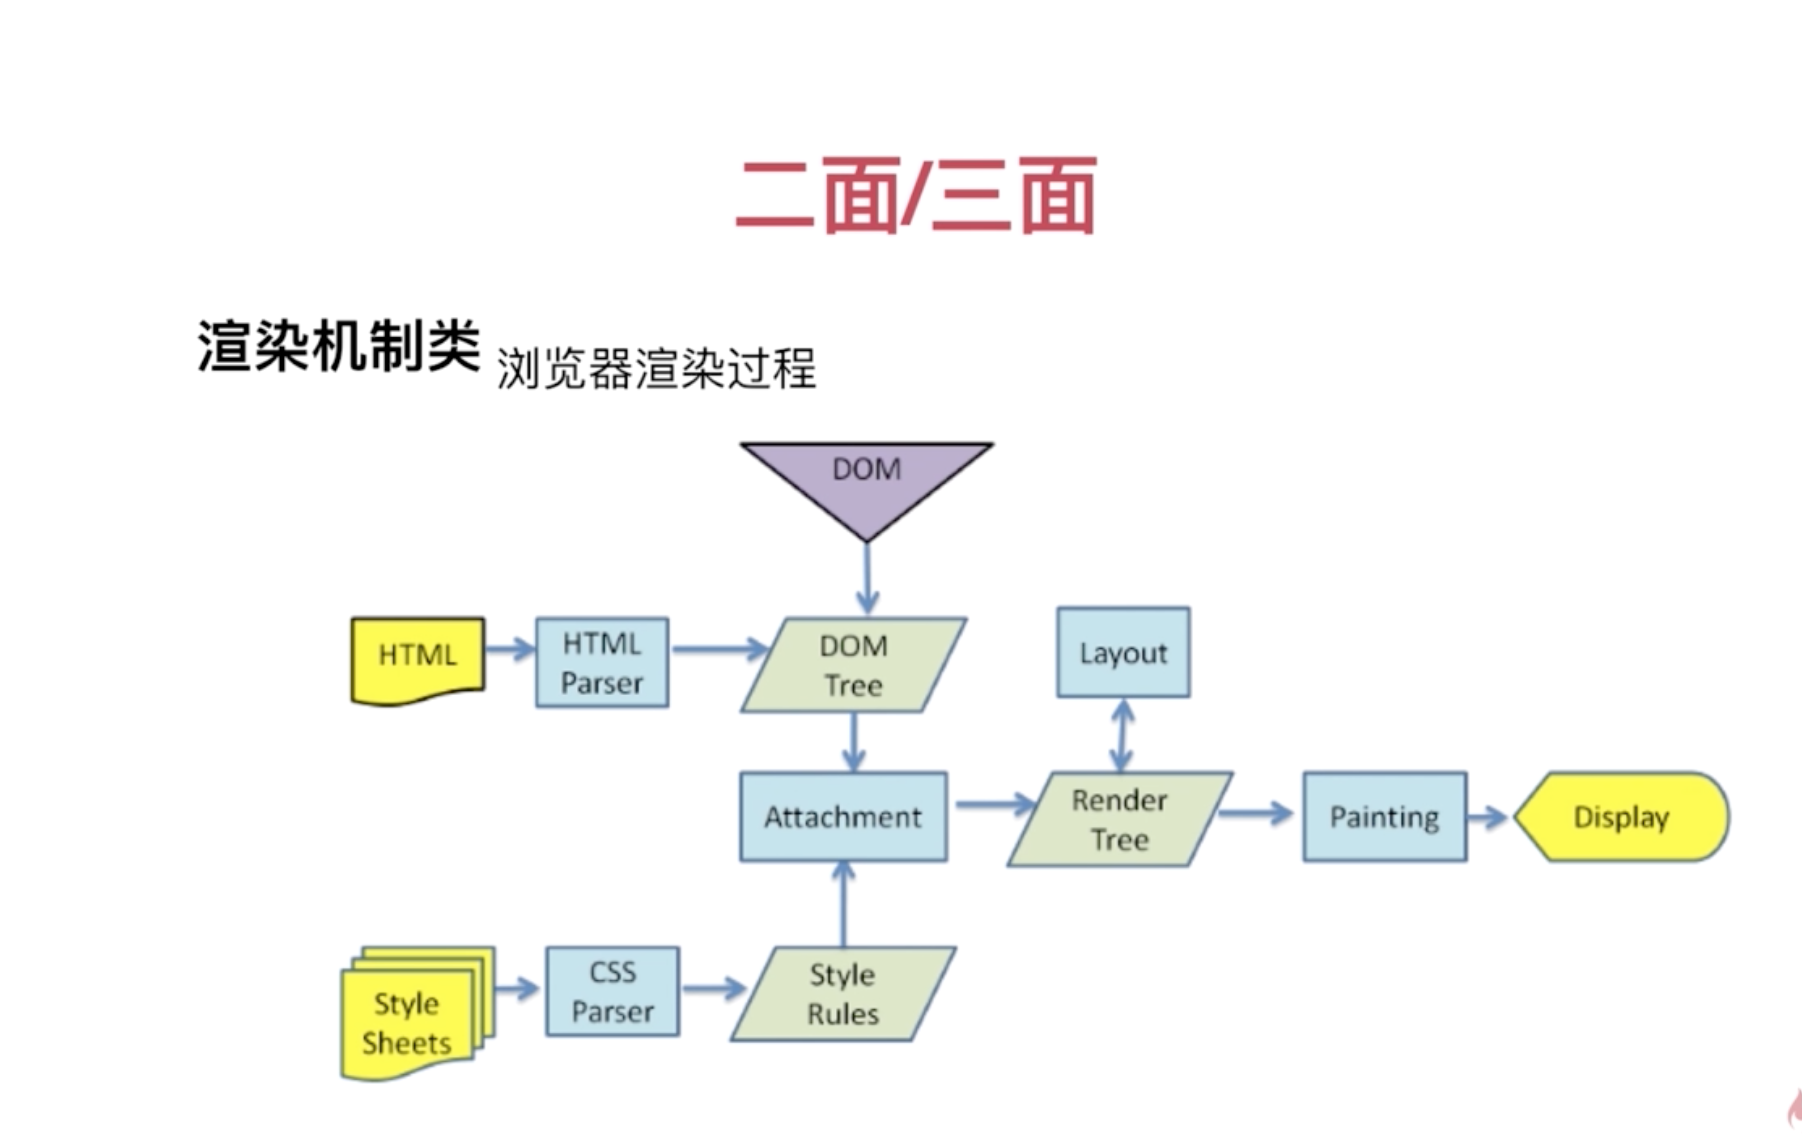 二面/三面
渲染机制类 浏览器渲染过程
DOM
HTML
HTML
Parser
DOM
Tree
Layout
Attachment
Render
Tree
Painting
Display
Style
Sheets
CSS
Parser
Style
Rules